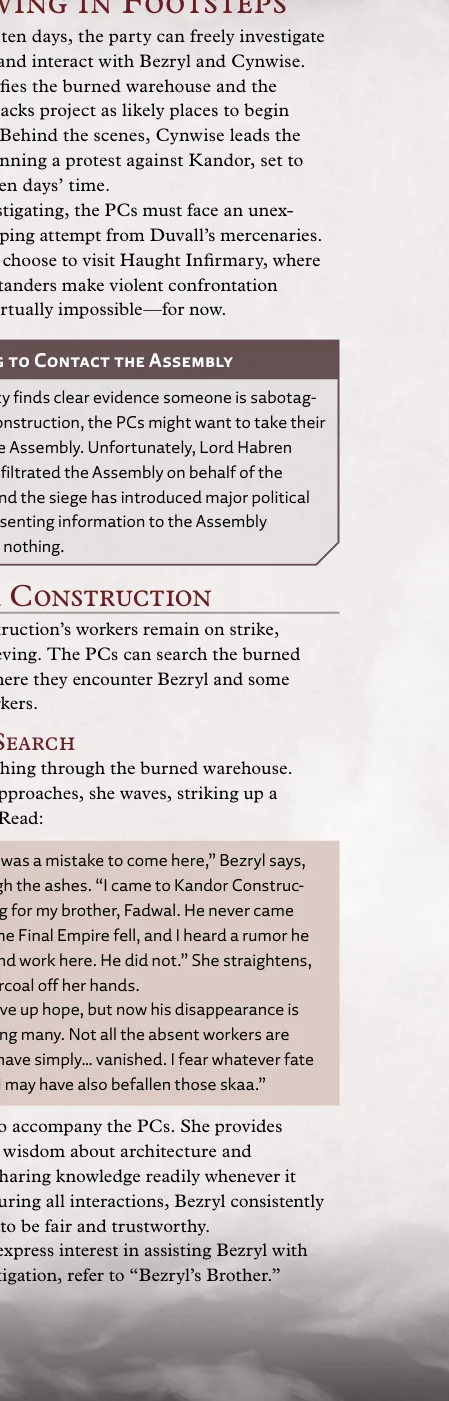 WING IN FOOTSTEPS
ten days, the party can freely investigate
and interact with Bezryl and Cynwise.
fies the burned warehouse and the
acks project as likely places to begin
Behind the scenes, Cynwise leads the
nning a protest against Kandor, set to
en days’ time.
stigating, the PCs must face an unex-
ping attempt from Duvall’s mercenaries.
choose to visit Haught Infirmary, where
tanders make violent confrontation
rtually impossible—for now.
G TO CONTACT THE ASSEMBLY
ty finds clear evidence someone is sabotag-
onstruction, the PCs might want to take their
e Assembly. Unfortunately, Lord Habren
filtrated the Assembly on behalf of the
nd the siege has introduced major political
senting information to the Assembly
nothing.
CONSTRUCTION
truction’s workers remain on strike,
eving. The PCs can search the burned
here they encounter Bezryl and some
kers.
SEARCH
hing through the burned warehouse.
pproaches, she waves, striking up a
Read:
was a mistake to come here,” Bezryl says,
gh the ashes. “I came to Kandor Construc-
g for my brother, Fadwal. He never came
he Final Empire fell, and I heard a rumor he
nd work here. He did not.” She straightens,
rcoal off her hands.
ve up hope, but now his disappearance is
ng many. Not all the absent workers are
have simply… vanished. I fear whatever fate
l may have also befallen those skaa.”
o accompany the PCs. She provides
wisdom about architecture and
haring knowledge readily whenever it
uring all interactions, Bezryl consistently
to be fair and trustworthy.
express interest in assisting Bezryl with
tigation, refer to “Bezryl’s Brother.”